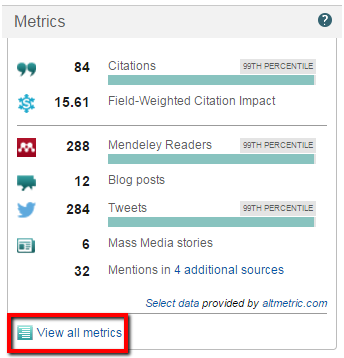 Metrics ?
84 Citations 99TH PERCENTILE
15.61 Field-Weighted Citation Impact
288 Mendeley Readers 99TH PERCENTILE
12 Blog posts
284 Tweets 99TH PERCENTILE
6 Mass Media stories
32 Mentions in 4 additional sources
Select data provided by altmetric.com
View all metrics